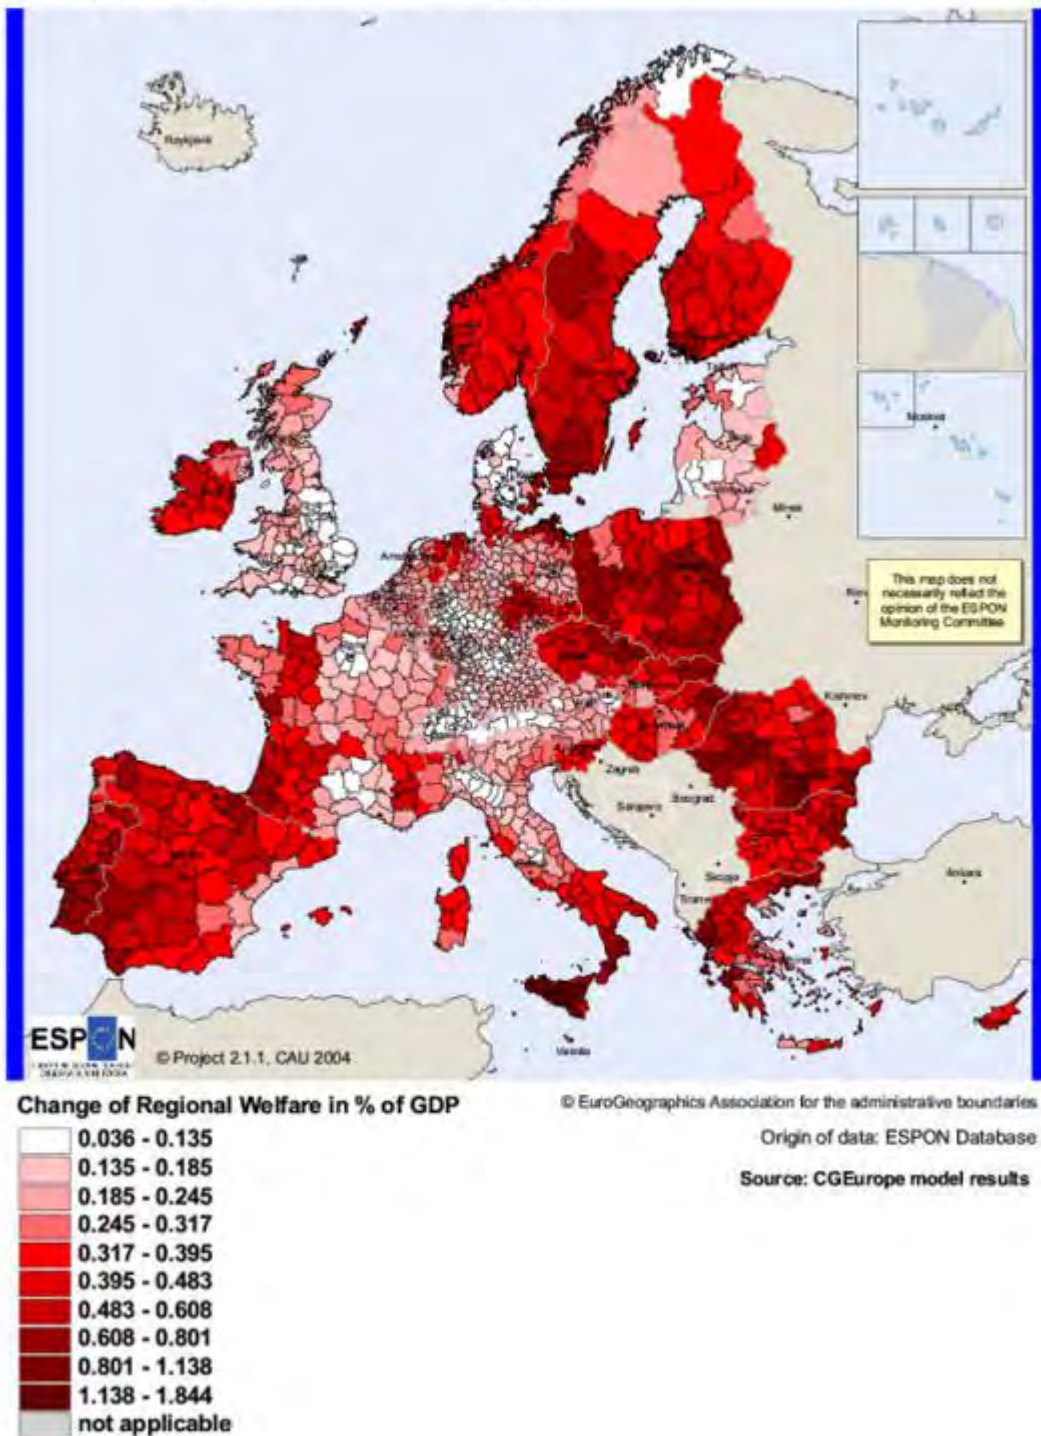 Reykjavik
Moskva
Minsk
This map does not
necessarily reflect the
opinion of the ESPON
Monitoring Committee
Kishinev
Zagreb
Sarajevo
Beograd
Ankara
ESPON
© Project 2.1.1, CAU 2004
Valletta
Change of Regional Welfare in % of GDP
0.036 - 0.135
0.135 - 0.185
0.185 - 0.245
0.245 - 0.317
0.317 - 0.395
0.395 - 0.483
0.483 - 0.608
0.608 - 0.801
0.801 - 1.138
1.138 - 1.844
not applicable
© EuroGeographics Association for the administrative boundaries
Origin of data: ESPON Database
Source: CGEurope model results